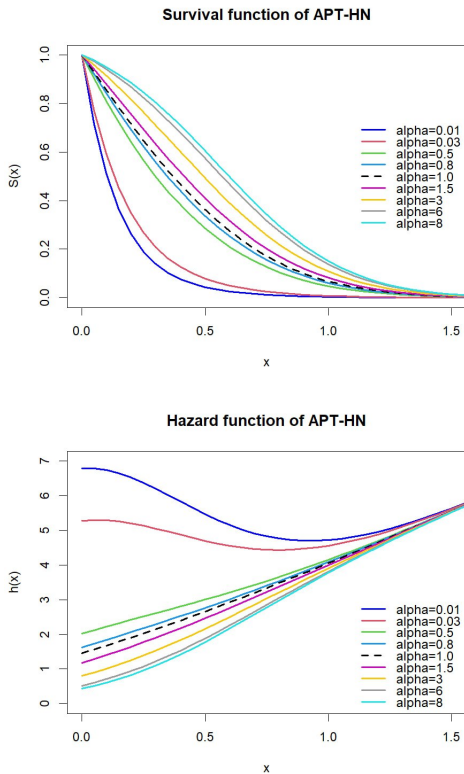 Survival function of APT-HN
S(x)
1.0
0.8
0.6
0.4
0.2
0.0
alpha=0.01
alpha=0.03
alpha=0.5
alpha=0.8
alpha=1.0
alpha=1.5
alpha=3
alpha=6
alpha=8
0.0 0.5 1.0 1.5
x
Hazard function of APT-HN
h(x)
7
6
5
4
3
2
1
0
alpha=0.01
alpha=0.03
alpha=0.5
alpha=0.8
alpha=1.0
alpha=1.5
alpha=3
alpha=6
alpha=8
0.0 0.5 1.0 1.5
x